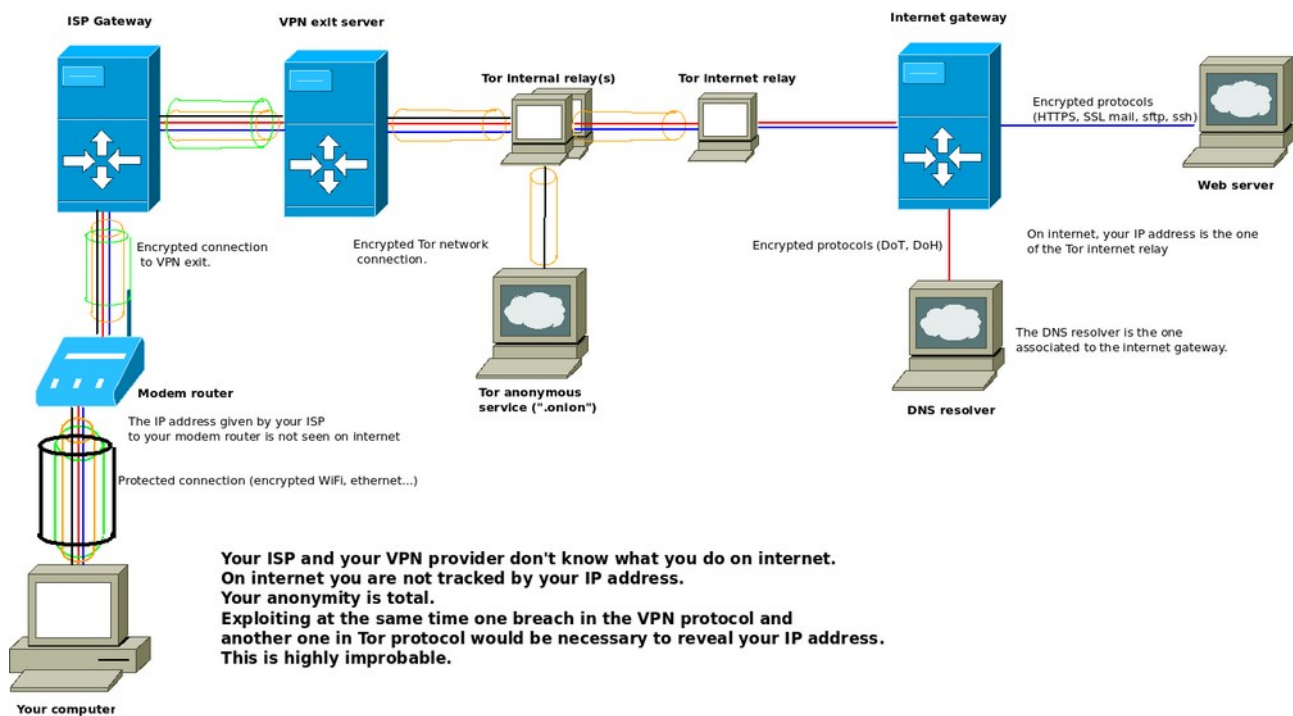 ISP Gateway
VPN exit server
Internet gateway
Tor internal relay(s)
Tor internet relay
Encrypted protocols
(HTTPS, SSL mail, sftp, ssh)
Web server
Encrypted connection
to VPN exit.
Encrypted Tor network
connection.
Encrypted protocols (DoT, DoH)
On internet, your IP address is the one
of the Tor internet relay
The DNS resolver is the one
associated to the internet gateway.
Modem router
Tor anonymous
service (".onion")
DNS resolver
The IP address given by your ISP
to your modem router is not seen on internet
Protected connection (encrypted WiFi, ethernet...)
Your ISP and your VPN provider don't know what you do on internet.
On internet you are not tracked by your IP address.
Your anonymity is total.
Exploiting at the same time one breach in the VPN protocol and
another one in Tor protocol would be necessary to reveal your IP address.
This is highly improbable.
Your computer